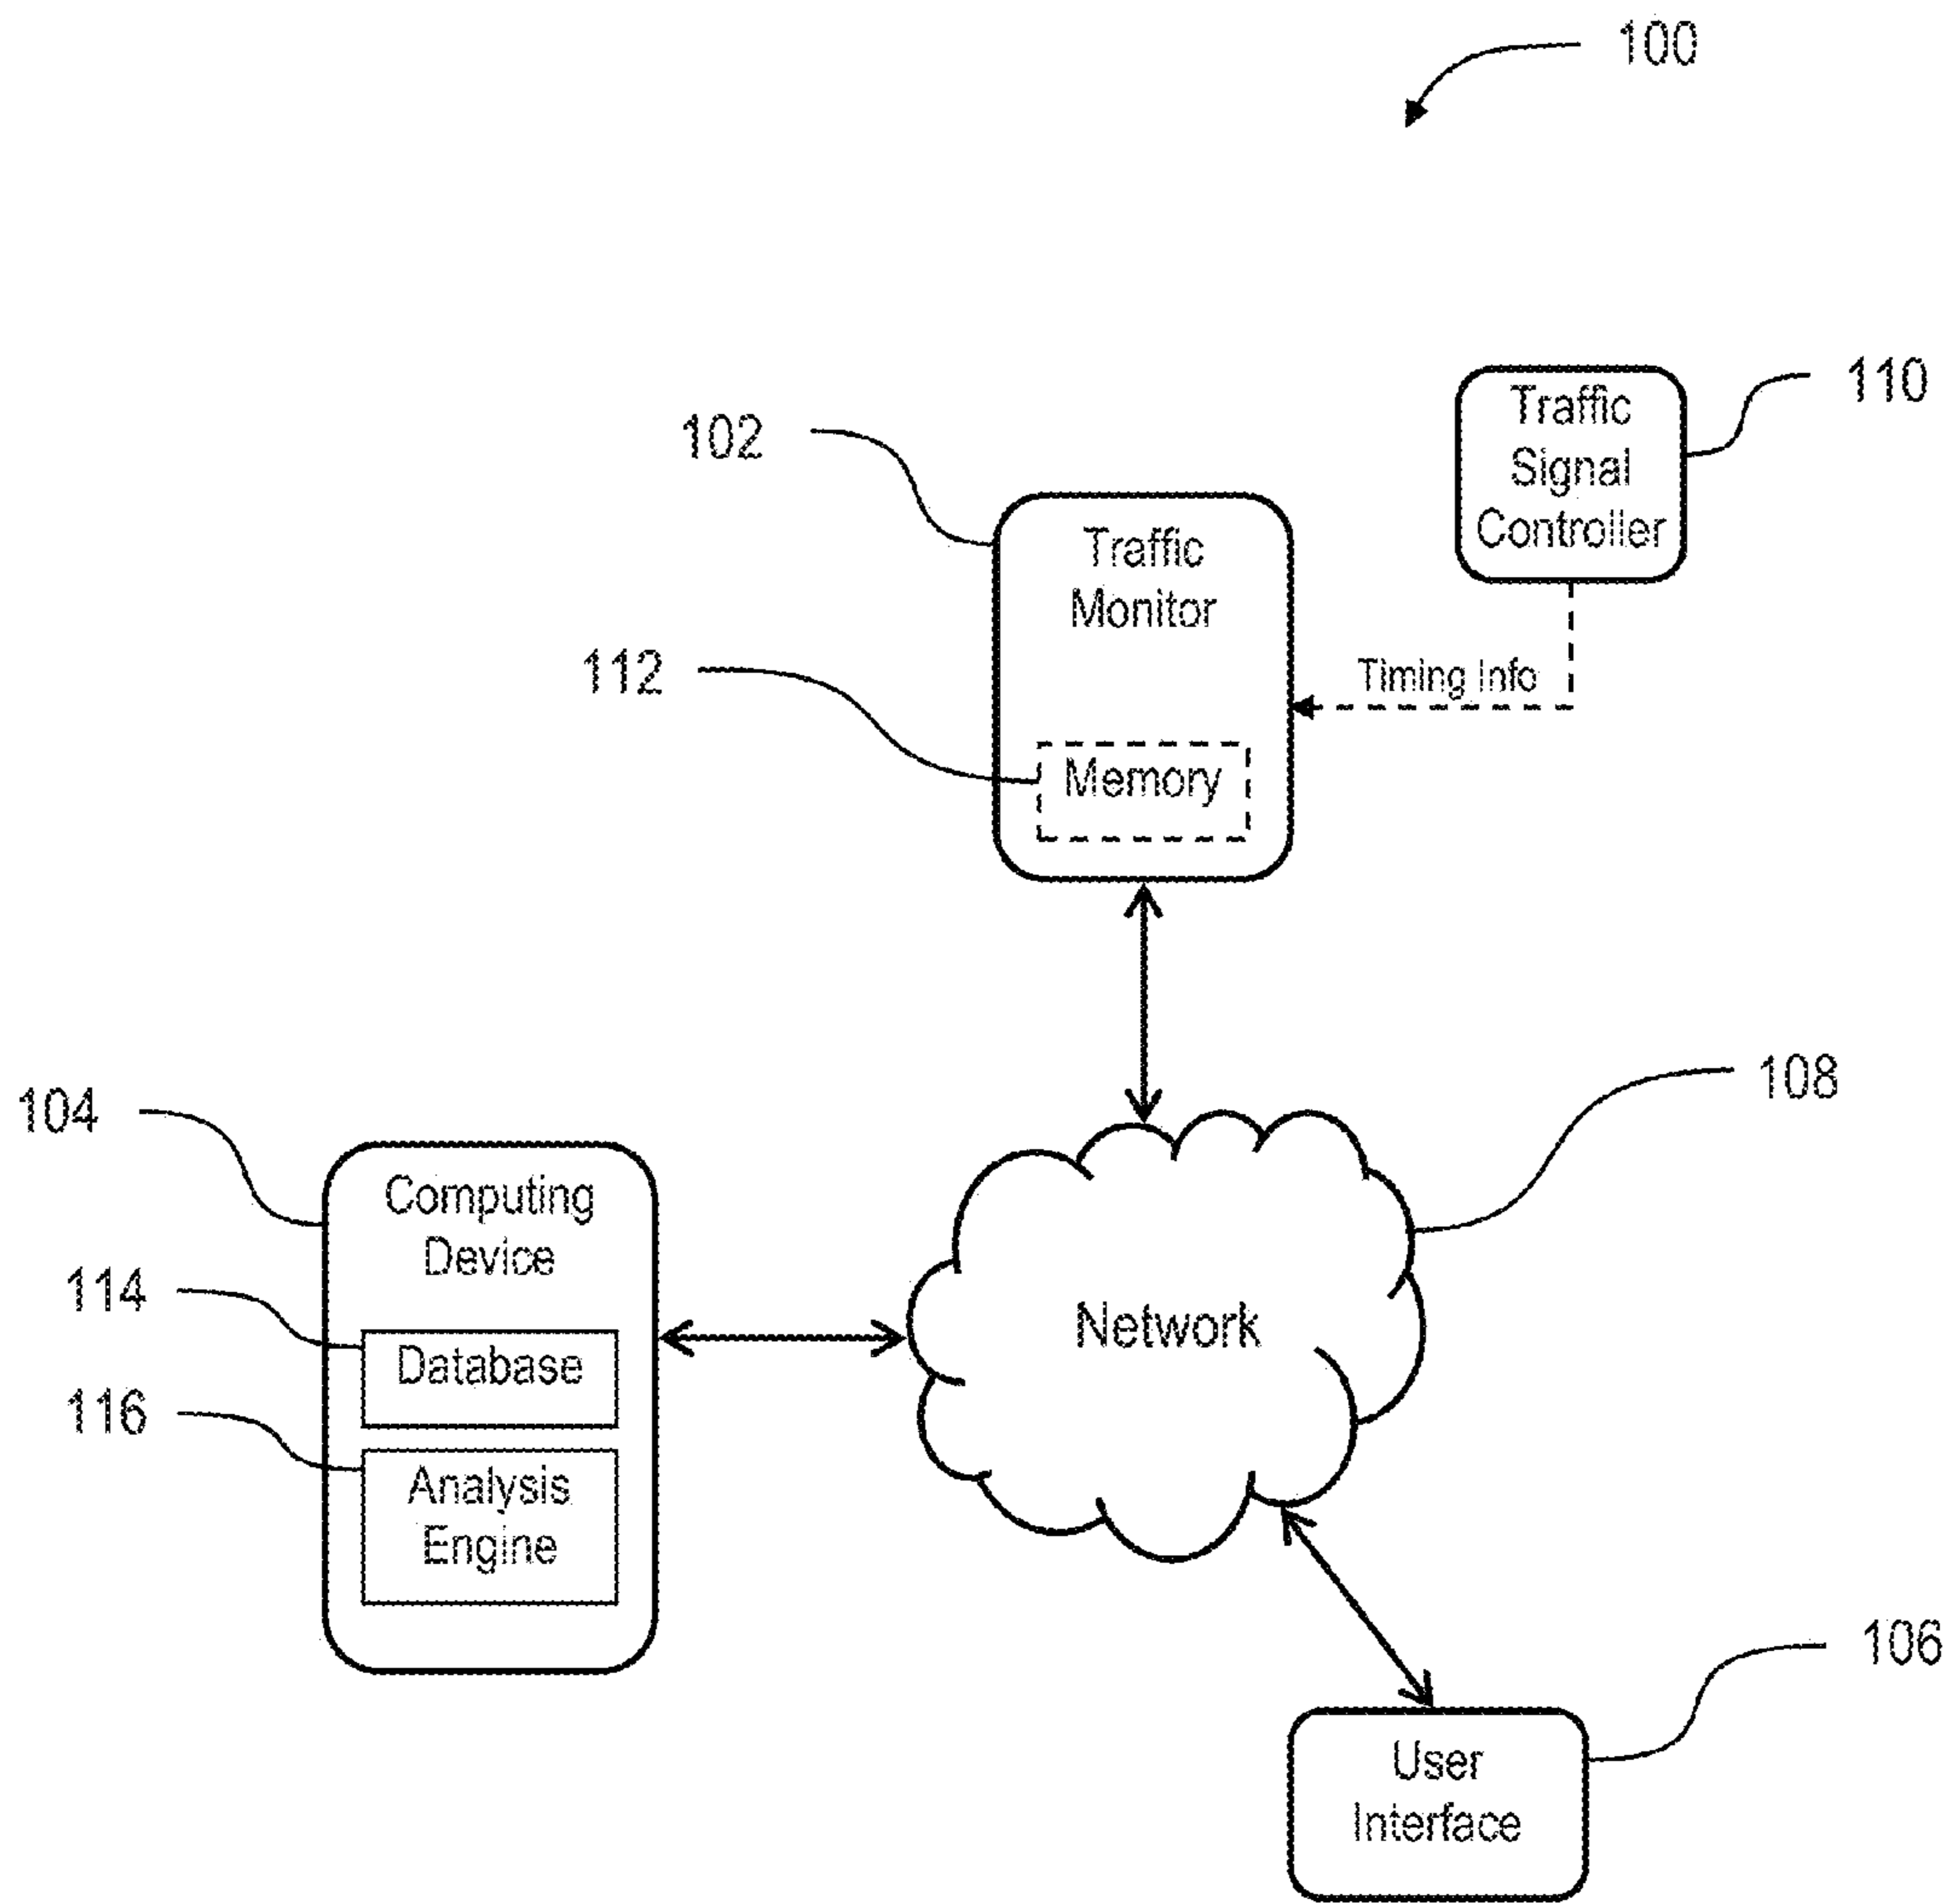 100
110
Traffic
Signal
Controller
102
Traffic
Monitor
112
Timing Info
Memory
108
104
Computing
Device
114
Database
Network
116
Analysis
Engine
106
User
Interface